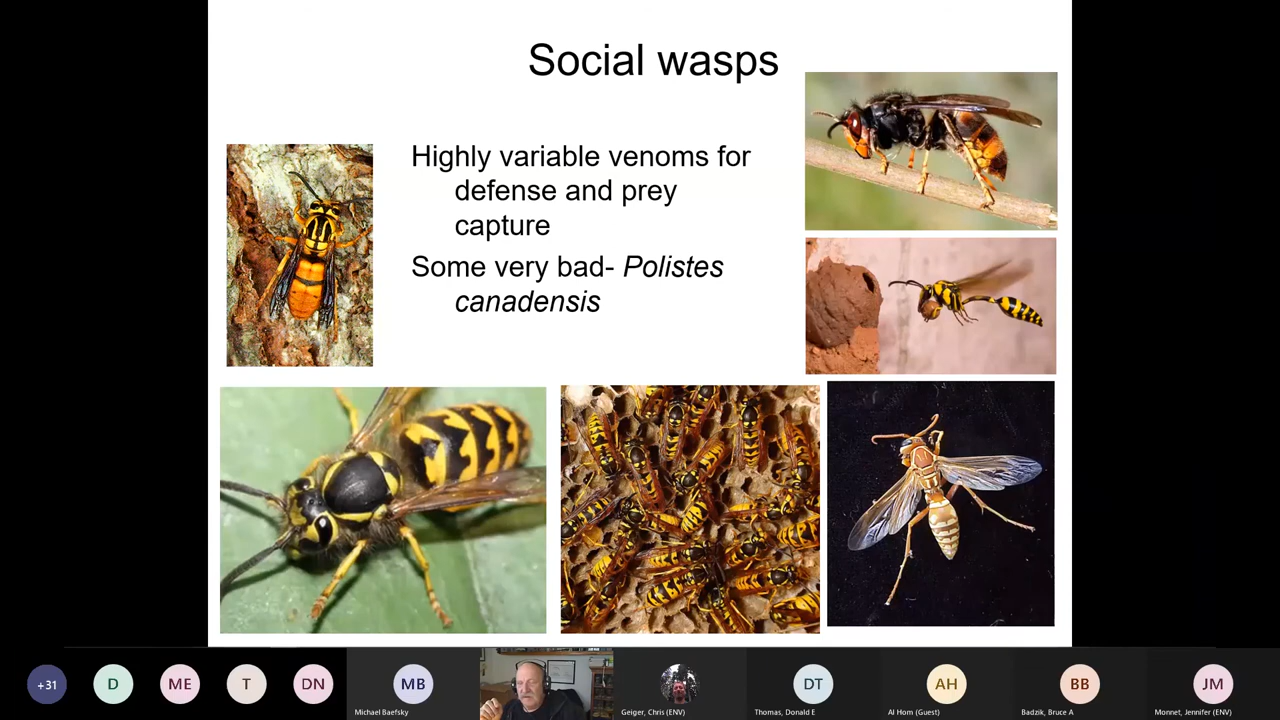 Social wasps
Highly variable venoms for
defense and prey
capture
Some very bad- Polistes
canadensis
+31
D
ME
T
DN
MB
DT
AH
BB
JM
Michael Baefsky
Geiger, Chris (ENV)
Thomas, Donald E
Al Hom (Guest)
Badzik, Bruce A
Monnet, Jennifer (ENV)